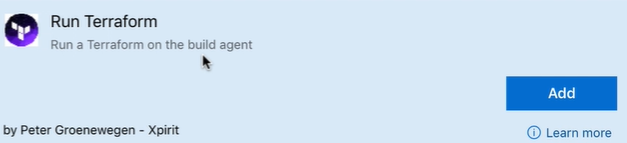 Run Terraform
Run a Terraform on the build agent
Add
by Peter Groenewegen - Xpirit
Learn more